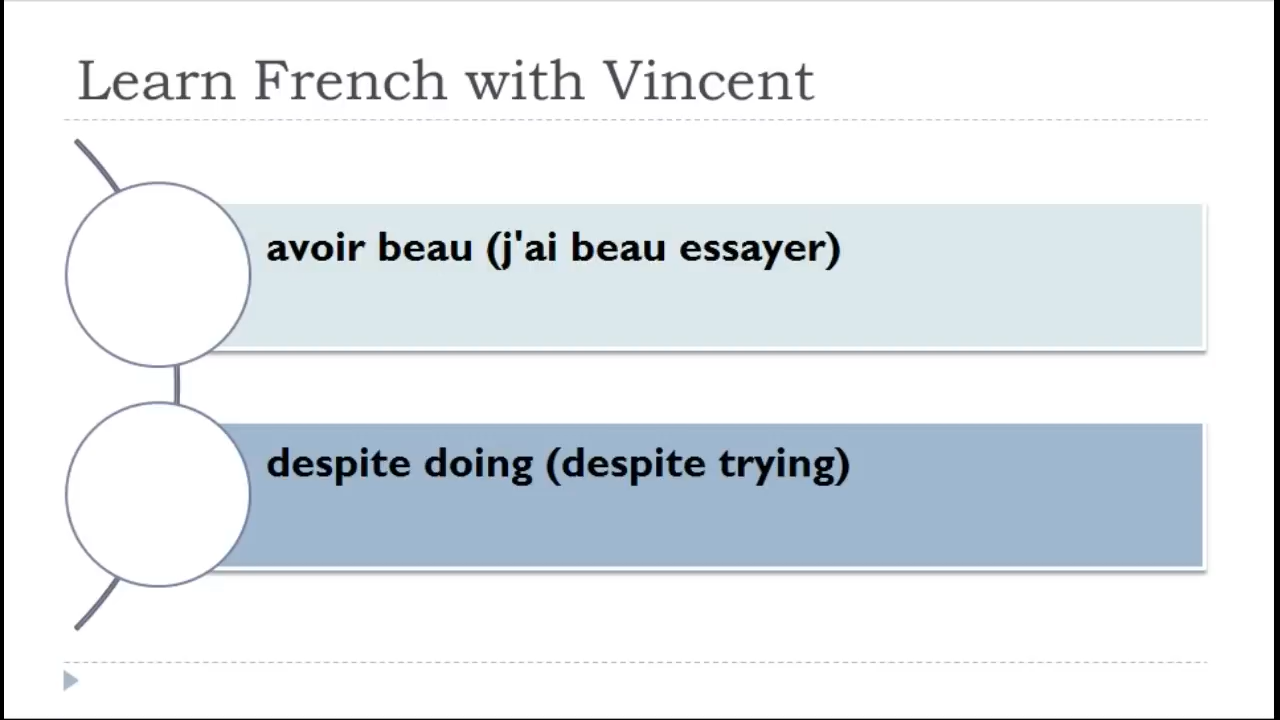 Learn French with Vincent
avoir beau (j'ai beau essayer)
despite doing (despite trying)